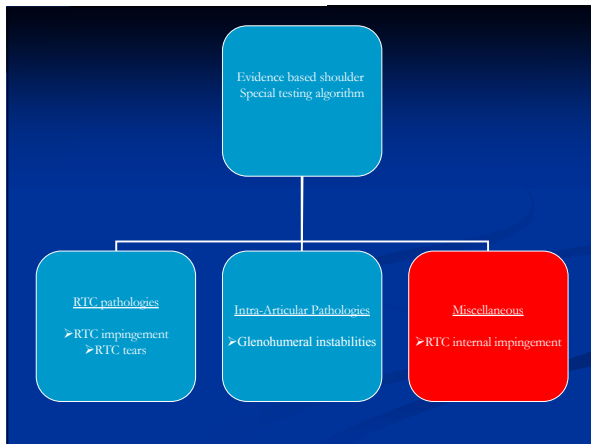 Evidence based shoulder
Special testing algorithm
RTC pathologies
➢RTC impingement
➢RTC tears
Intra-Articular Pathologies
➢Glenohumeral instabilities
Miscellaneous
➢RTC internal impingement